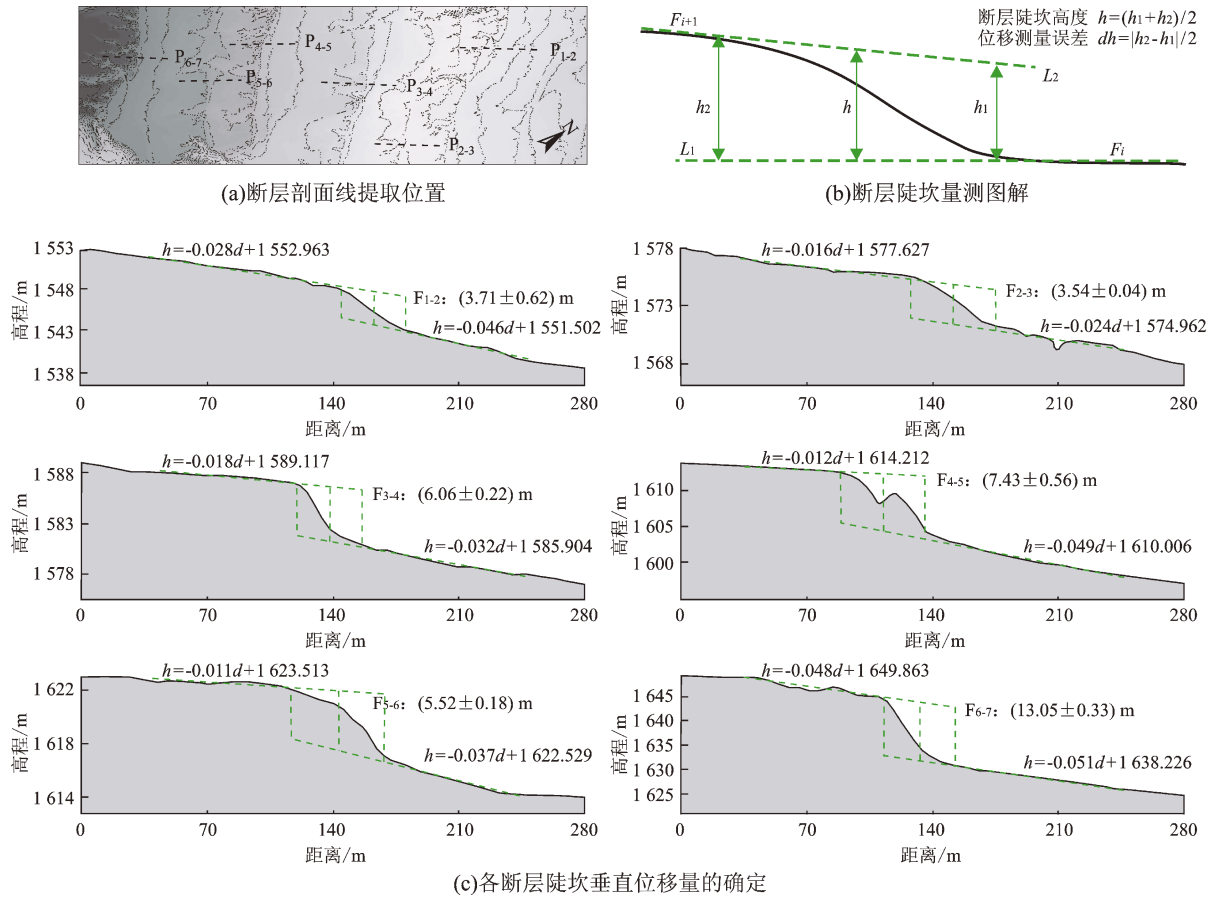 P4-5
P1-2
P6-7
P5-6
P3-4
P2-3
N
(a)断层剖面线提取位置
断层陡坎高度 h=(h1+h2)/2
位移测量误差 dh=|h2-h1|/2
Fi+1
L2
h2
h
h1
L1
Fi
(b)断层陡坎量测图解
高程/m
1 553
1 548
1 543
1 538
h=-0.028d+1 552.963
F1-2: (3.71±0.62) m
h=-0.046d+1 551.502
0 70 140 210 280
距离/m
高程/m
1 578
1 573
1 568
h=-0.016d+1 577.627
F2-3: (3.54±0.04) m
h=-0.024d+1 574.962
0 70 140 210 280
距离/m
高程/m
1 588
1 583
1 578
h=-0.018d+1 589.117
F3-4: (6.06±0.22) m
h=-0.032d+1 585.904
0 70 140 210 280
距离/m
高程/m
1 610
1 605
1 600
h=-0.012d+1 614.212
F4-5: (7.43±0.56) m
h=-0.049d+1 610.006
0 70 140 210 280
距离/m
高程/m
1 622
1 618
1 614
h=-0.011d+1 623.513
F5-6: (5.52±0.18) m
h=-0.037d+1 622.529
0 70 140 210 280
距离/m
高程/m
1 645
1 640
1 635
1 630
1 625
h=-0.048d+1 649.863
F6-7: (13.05±0.33) m
h=-0.051d+1 638.226
0 70 140 210 280
距离/m
(c)各断层陡坎垂直位移量的确定